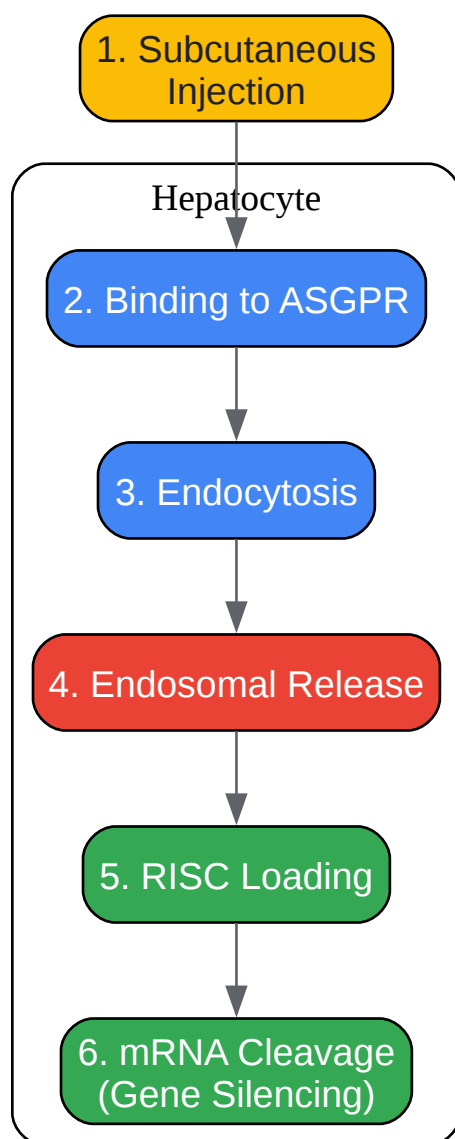 1. Subcutaneous
Injection
Hepatocyte
2. Binding to ASGPR
3. Endocytosis
4. Endosomal Release
5. RISC Loading
6. mRNA Cleavage
(Gene Silencing)